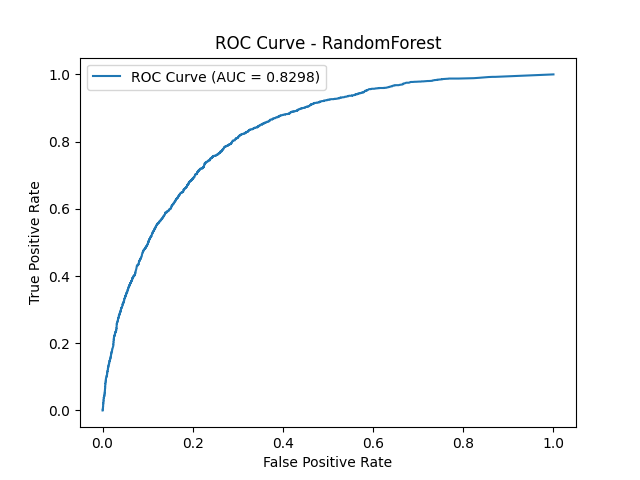 ROC Curve - RandomForest
ROC Curve (AUC = 0.8298)
True Positive Rate
1.0
0.8
0.6
0.4
0.2
0.0
0.0 0.2 0.4 0.6 0.8 1.0
False Positive Rate